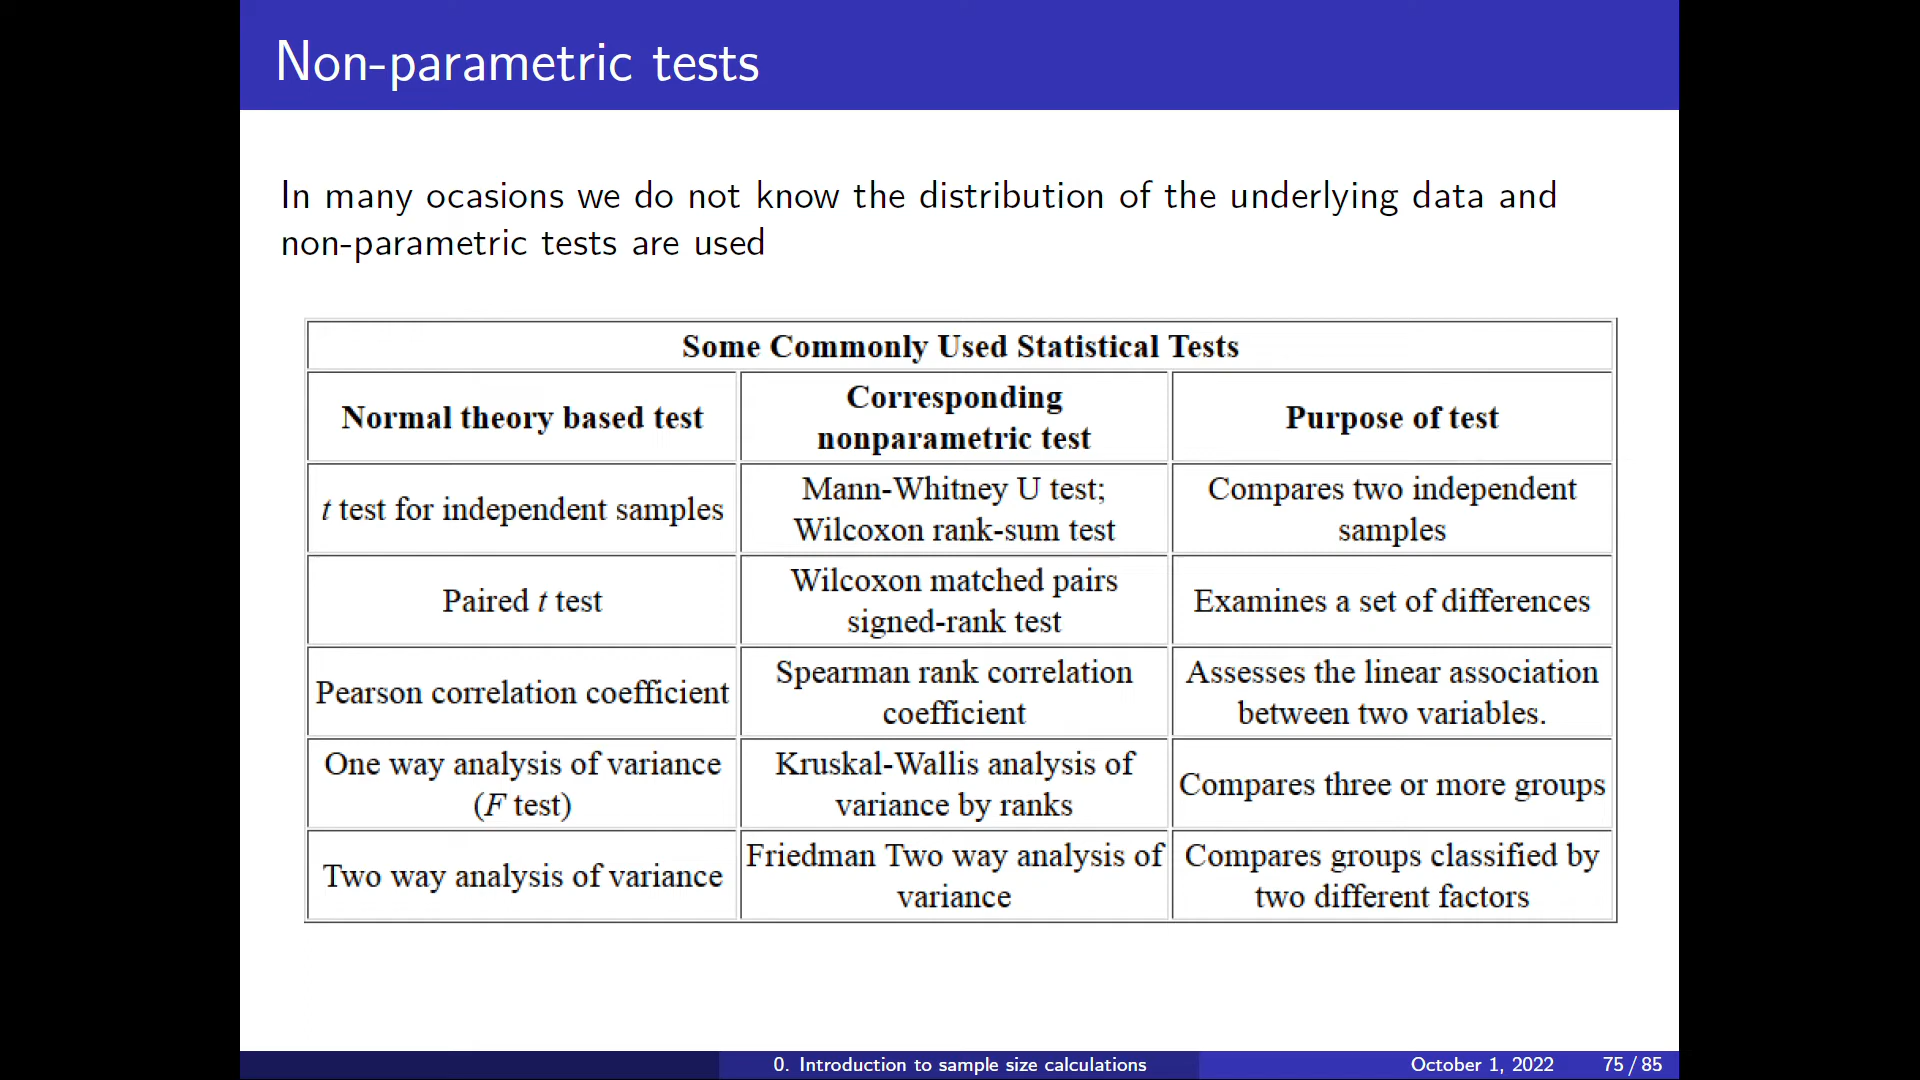 Non-parametric tests
In many ocasions we do not know the distribution of the underlying data and
non-parametric tests are used
Some Commonly Used Statistical Tests
Normal theory based test
Corresponding
nonparametric test
Purpose of test
t test for independent samples
Mann-Whitney U test;
Wilcoxon rank-sum test
Compares two independent
samples
Paired t test
Wilcoxon matched pairs
signed-rank test
Examines a set of differences
Pearson correlation coefficient
Spearman rank correlation
coefficient
Assesses the linear association
between two variables.
One way analysis of variance
(F test)
Kruskal-Wallis analysis of
variance by ranks
Compares three or more groups
Two way analysis of variance
Friedman Two way analysis of
variance
Compares groups classified by
two different factors
0. Introduction to sample size calculations
October 1, 2022
75 / 85